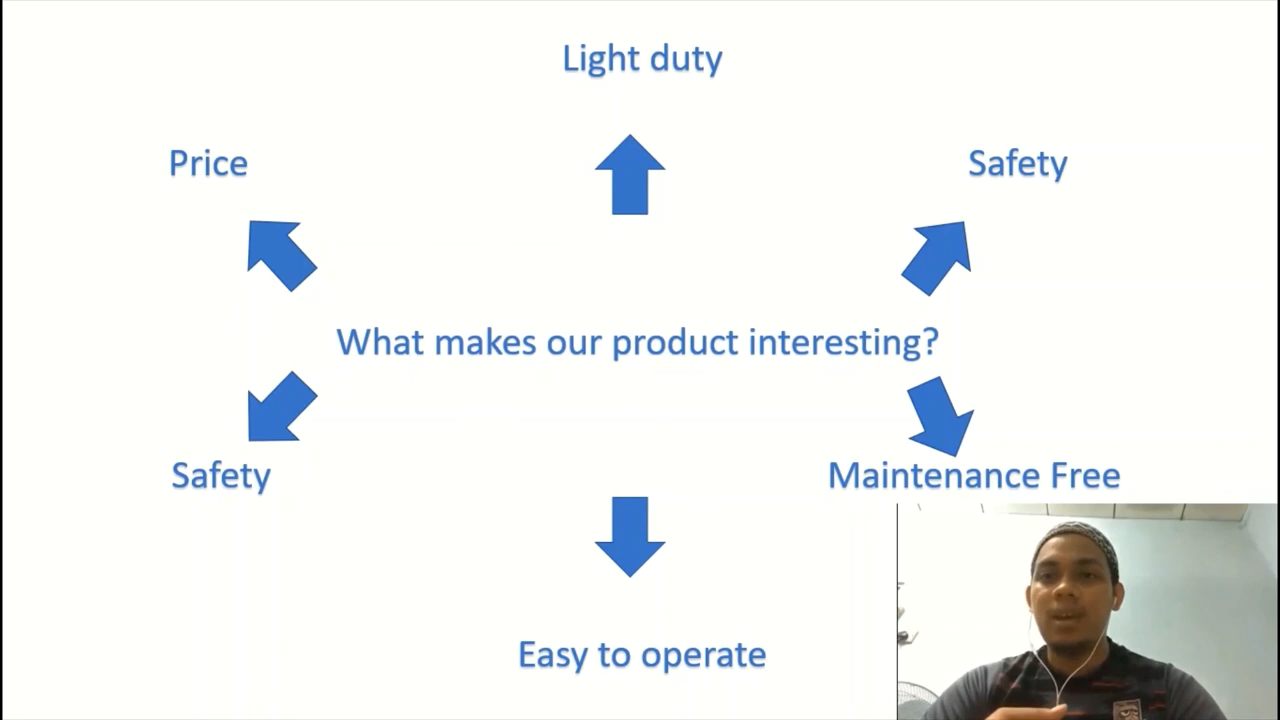 Light duty
Price
Safety
What makes our product interesting?
Safety
Maintenance Free
Easy to operate